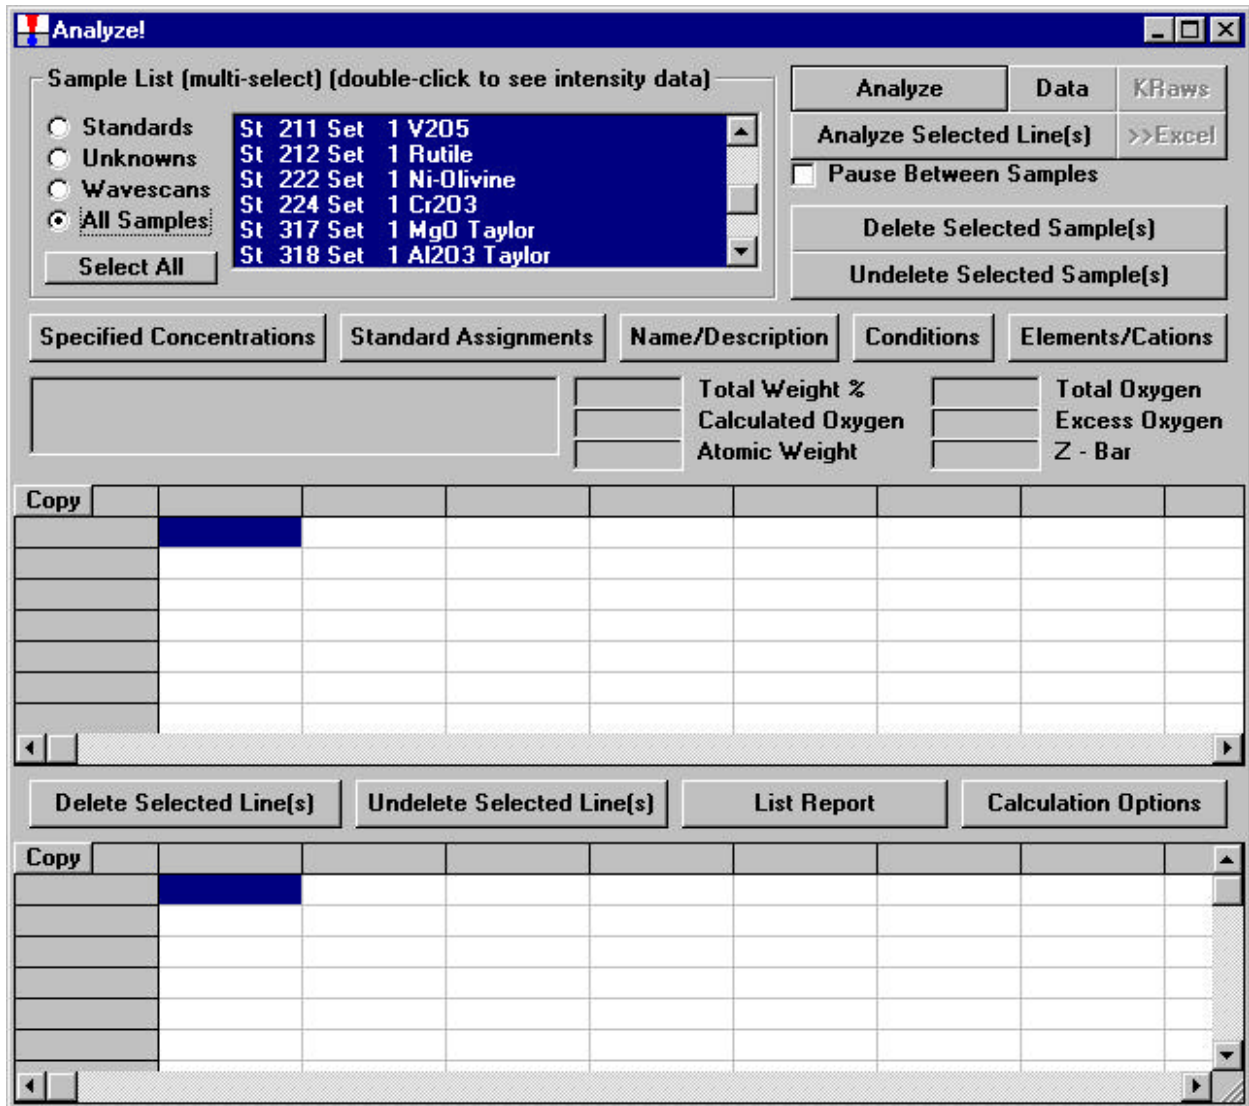 Analyze!
Sample List (multi-select) (double-click to see intensity data)
Standards
Unknowns
Wavescans
All Samples
Select All
St 211 Set 1 V2O5
St 212 Set 1 Rutile
St 222 Set 1 Ni-Olivine
St 224 Set 1 Cr2O3
St 317 Set 1 MgO Taylor
St 318 Set 1 Al2O3 Taylor
Analyze Data KRaws
Analyze Selected Line(s) >>Excel
Pause Between Samples
Delete Selected Sample(s)
Undelete Selected Sample(s)
Specified Concentrations Standard Assignments Name/Description Conditions Elements/Cations
Total Weight % Total Oxygen
Calculated Oxygen Excess Oxygen
Atomic Weight Z - Bar
Copy
Delete Selected Line(s) Undelete Selected Line(s) List Report Calculation Options
Copy